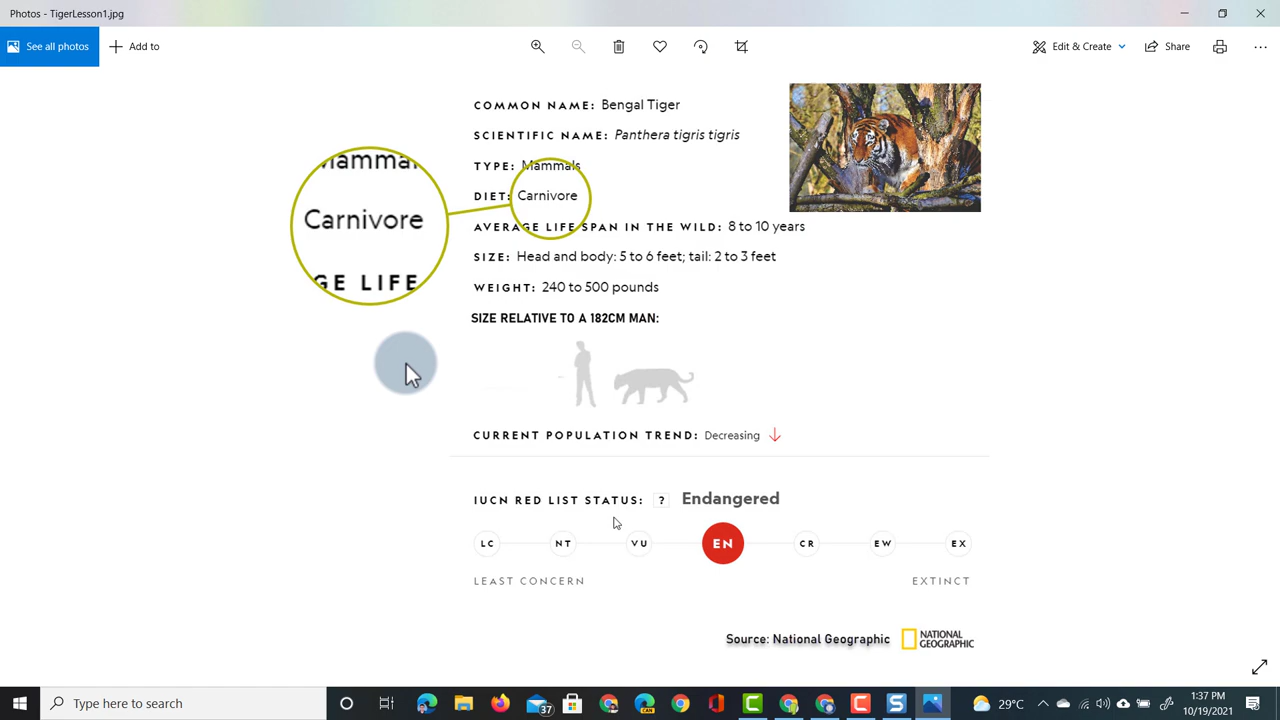 Photos - TigerLesson1.jpg
See all photos
Add to
Edit & Create
Share
COMMON NAME: Bengal Tiger
SCIENTIFIC NAME: Panthera tigris tigris
TYPE: Mammals
DIET: Carnivore
Mammal
Carnivore
GE LIFE
AVERAGE LIFE SPAN IN THE WILD: 8 to 10 years
SIZE: Head and body: 5 to 6 feet; tail: 2 to 3 feet
WEIGHT: 240 to 500 pounds
SIZE RELATIVE TO A 182CM MAN:
CURRENT POPULATION TREND: Decreasing
IUCN RED LIST STATUS: ? Endangered
LC NT VU EN CR EW EX
LEAST CONCERN EXTINCT
Source: National Geographic
NATIONAL
GEOGRAPHIC
Type here to search
37
CAN
29°C
1:37 PM
10/19/2021